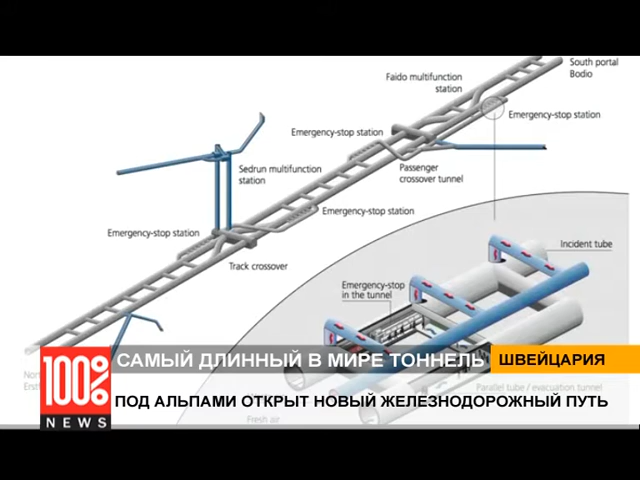 South portal
Bodio
Faido multifunction
station
Emergency-stop station
Emergency-stop station
Passenger
crossover tunnel
Sedrun multifunction
station
Emergency-stop station
Emergency-stop station
Track crossover
Incident tube
Emergency-stop
in the tunnel
100%
NEWS
САМЫЙ ДЛИННЫЙ В МИРЕ ТОННЕЛЬ
ШВЕЙЦАРИЯ
Parallel tube / evacuation tunnel
ПОД АЛЬПАМИ ОТКРЫТ НОВЫЙ ЖЕЛЕЗНОДОРОЖНЫЙ ПУТЬ
Fresh air